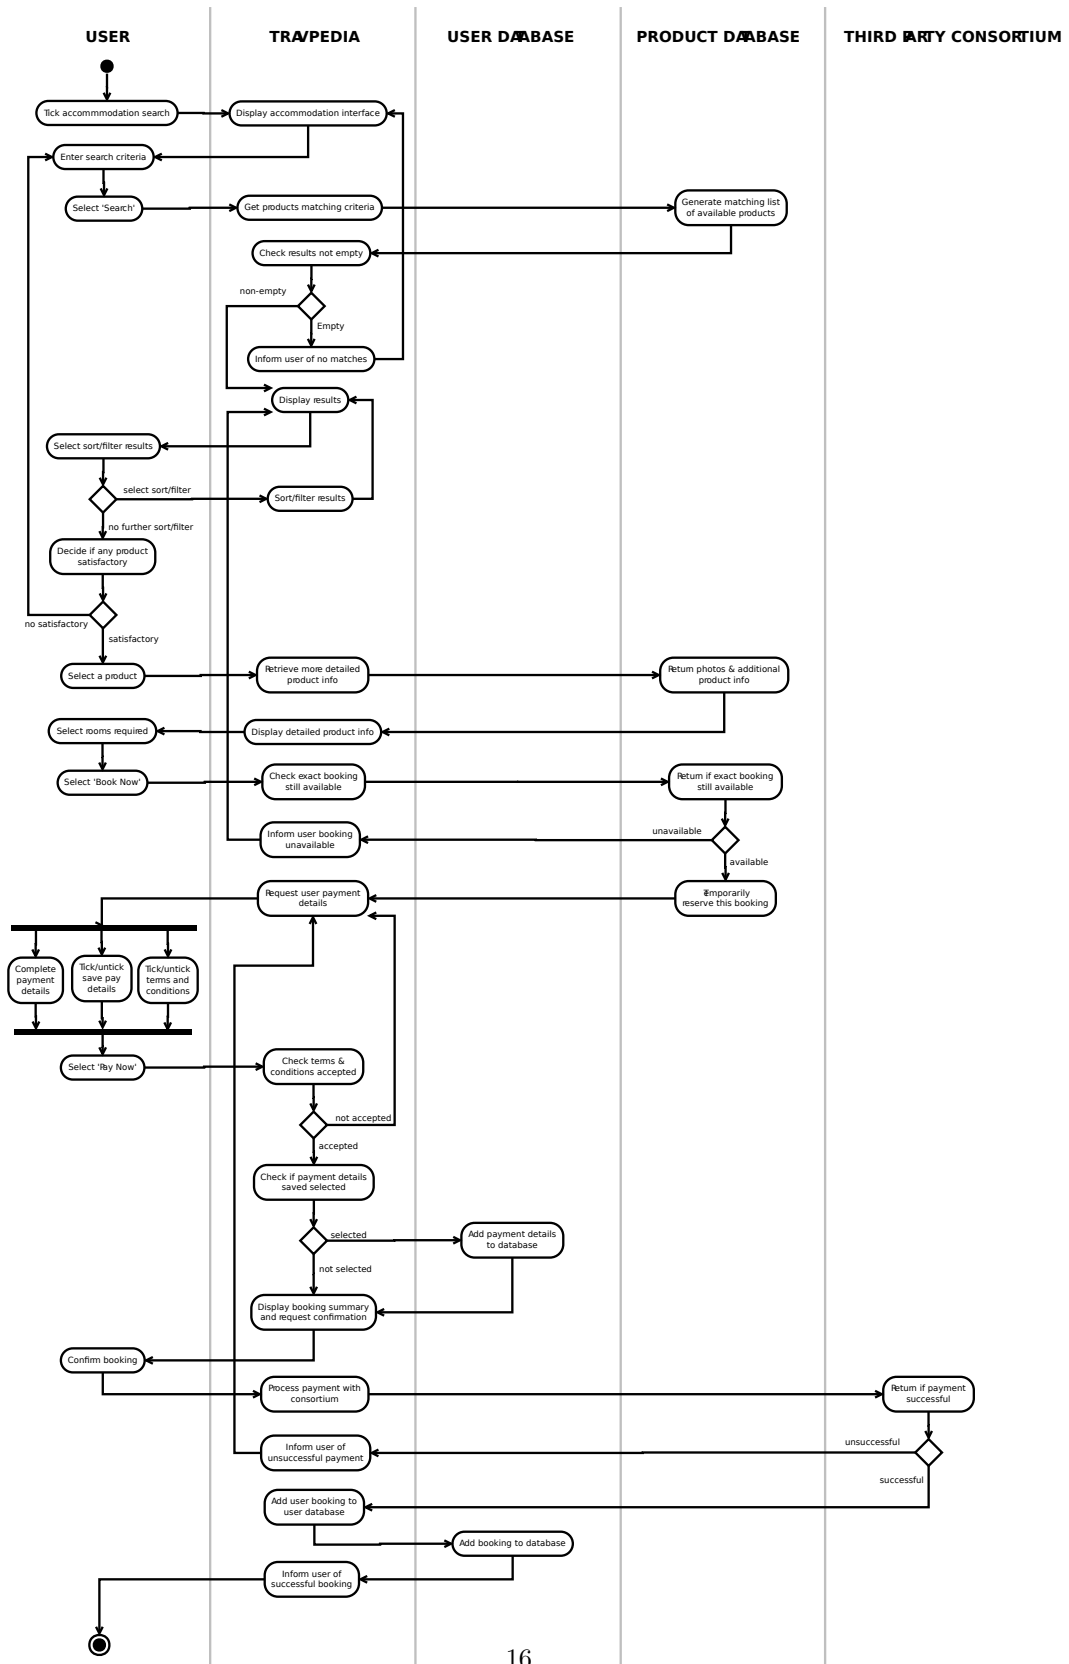 USER
TRAVPEDIA
USER DATABASE
PRODUCT DATABASE
THIRD PARTY CONSORTIUM
Tick accommmodation search
Display accommodation interface
Enter search criteria
Select 'Search'
Get products matching criteria
Generate matching list
of available products
Check results not empty
non-empty
Empty
Inform user of no matches
Display results
Select sort/filter results
select sort/filter
Sort/filter results
no further sort/filter
Decide if any product
satisfactory
no satisfactory
satisfactory
Select a product
Retrieve more detailed
product info
Return photos & additional
product info
Select rooms required
Display detailed product info
Select 'Book Now'
Check exact booking
still available
Return if exact booking
still available
Inform user booking
unavailable
unavailable
available
Request user payment
details
Temporarily
reserve this booking
Complete
payment
details
Tick/untick
save pay
details
Tick/untick
terms and
conditions
Select 'Pay Now'
Check terms &
conditions accepted
not accepted
accepted
Check if payment details
saved selected
selected
Add payment details
to database
not selected
Display booking summary
and request confirmation
Confirm booking
Process payment with
consortium
Return if payment
successful
Inform user of
unsuccessful payment
unsuccessful
successful
Add user booking to
user database
Add booking to database
Inform user of
successful booking
16